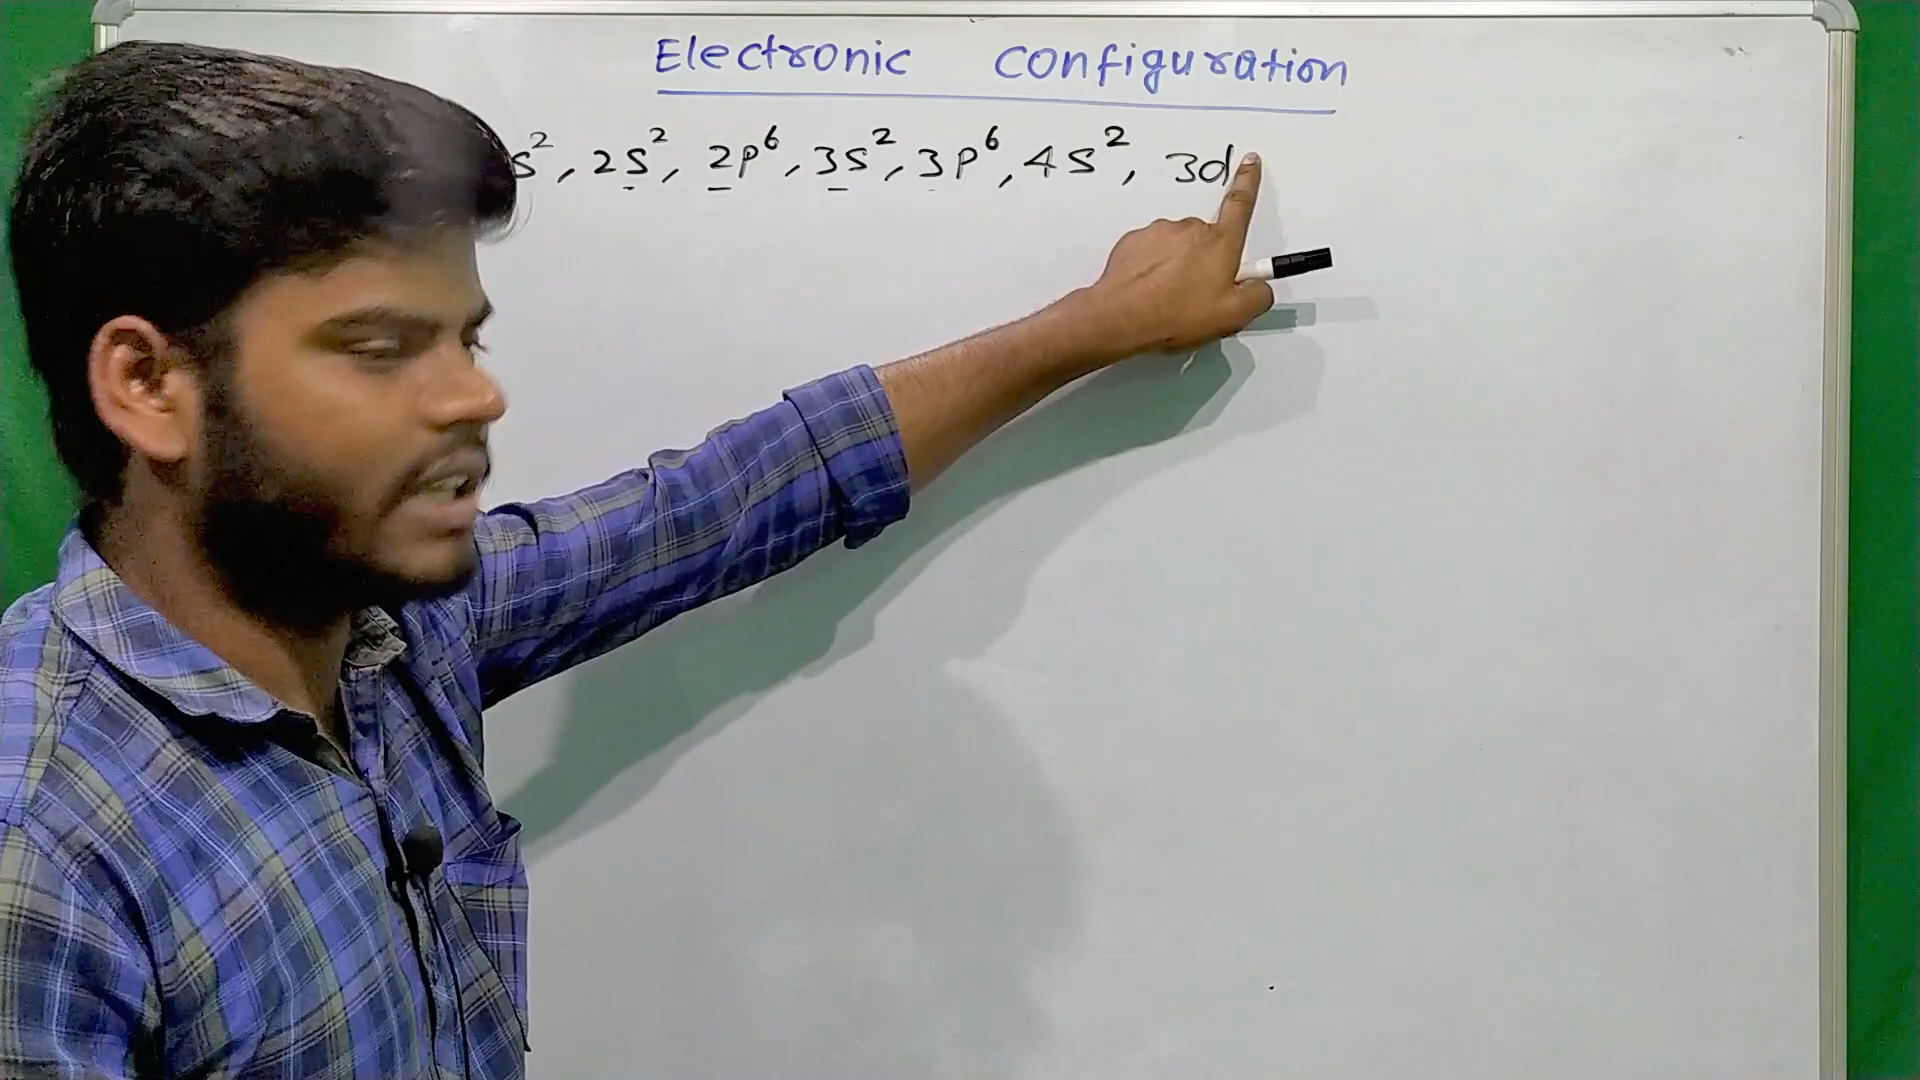 Electronic configuration
s², 2s², 2p⁶, 3s², 3p⁶, 4s², 3d